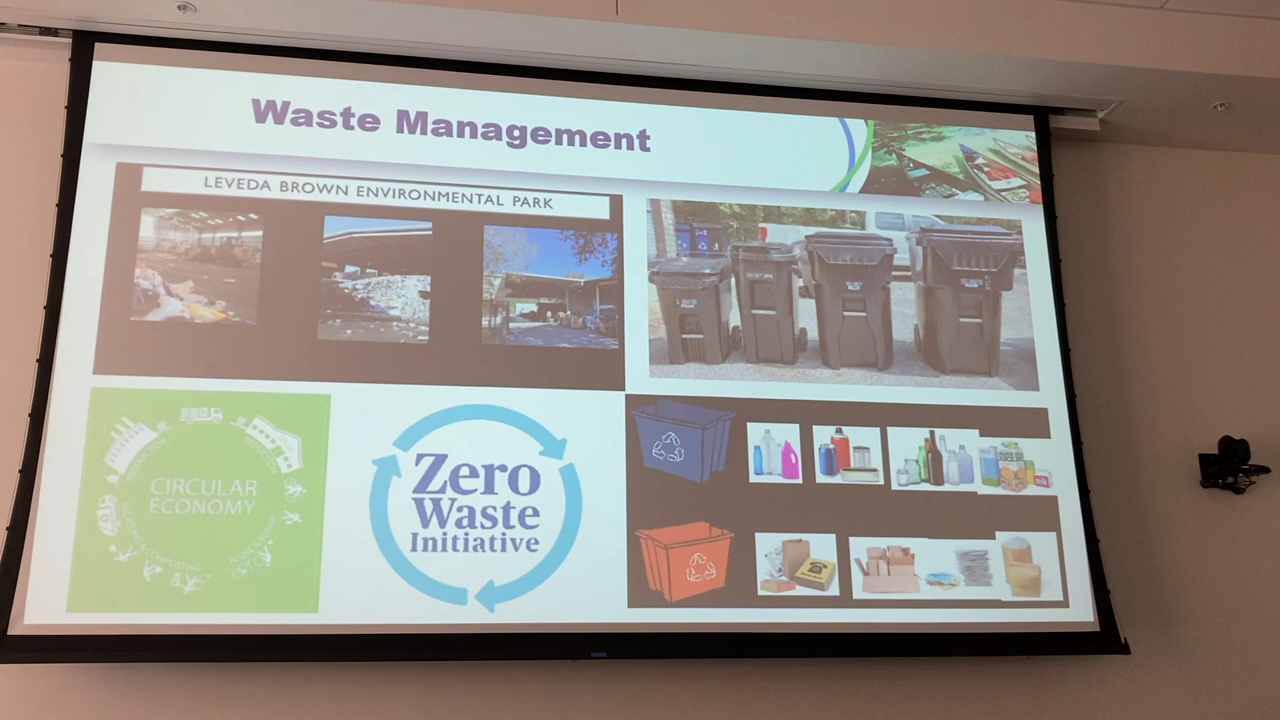 Waste Management
LEVEDA BROWN ENVIRONMENTAL PARK
CIRCULAR
ECONOMY
Zero
Waste
Initiative